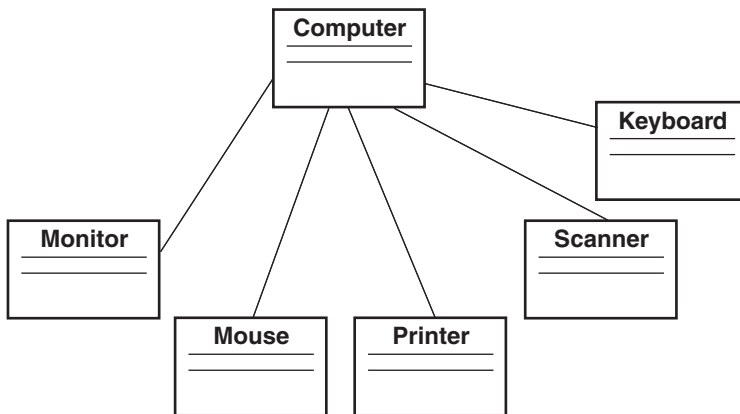 Computer
Keyboard
Monitor
Scanner
Mouse
Printer